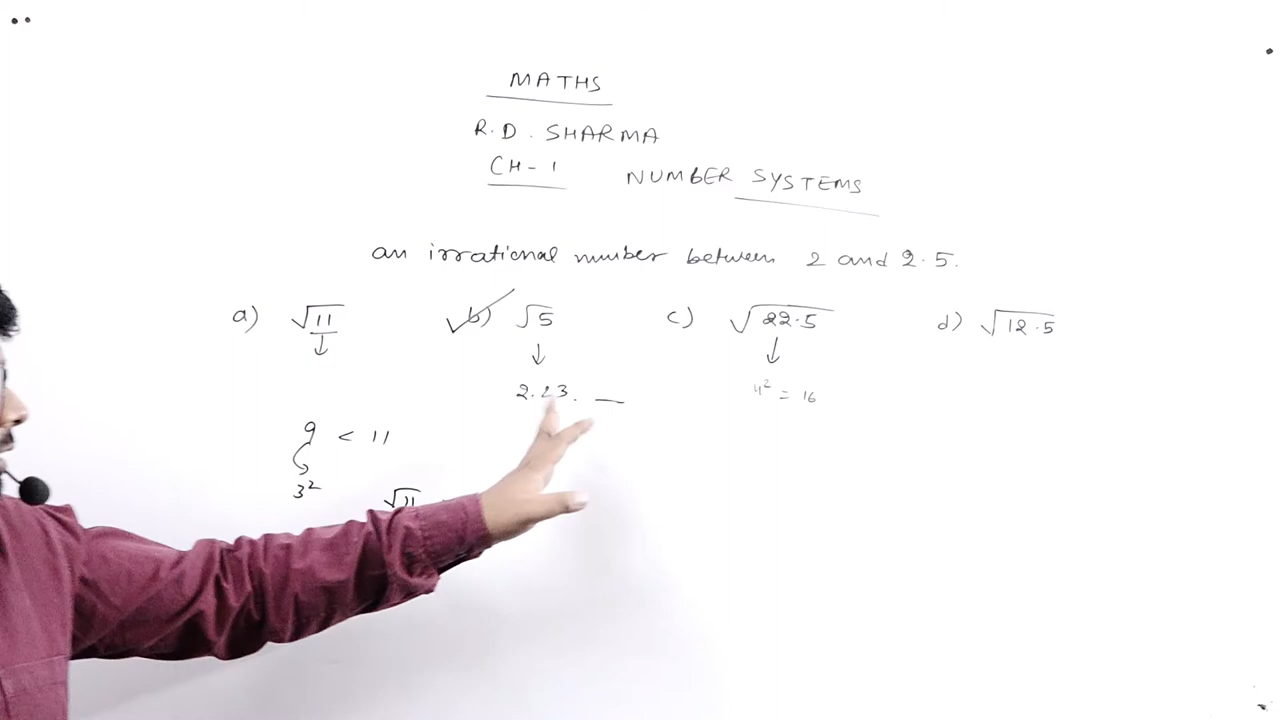 MATHS
R.D. SHARMA
CH-1 NUMBER SYSTEMS
an irrational number between 2 and 2.5.
a) √11 b) √5 c) √22.5 d) √12.5
2.23. __ 4² = 16
9 < 11
3²
√11